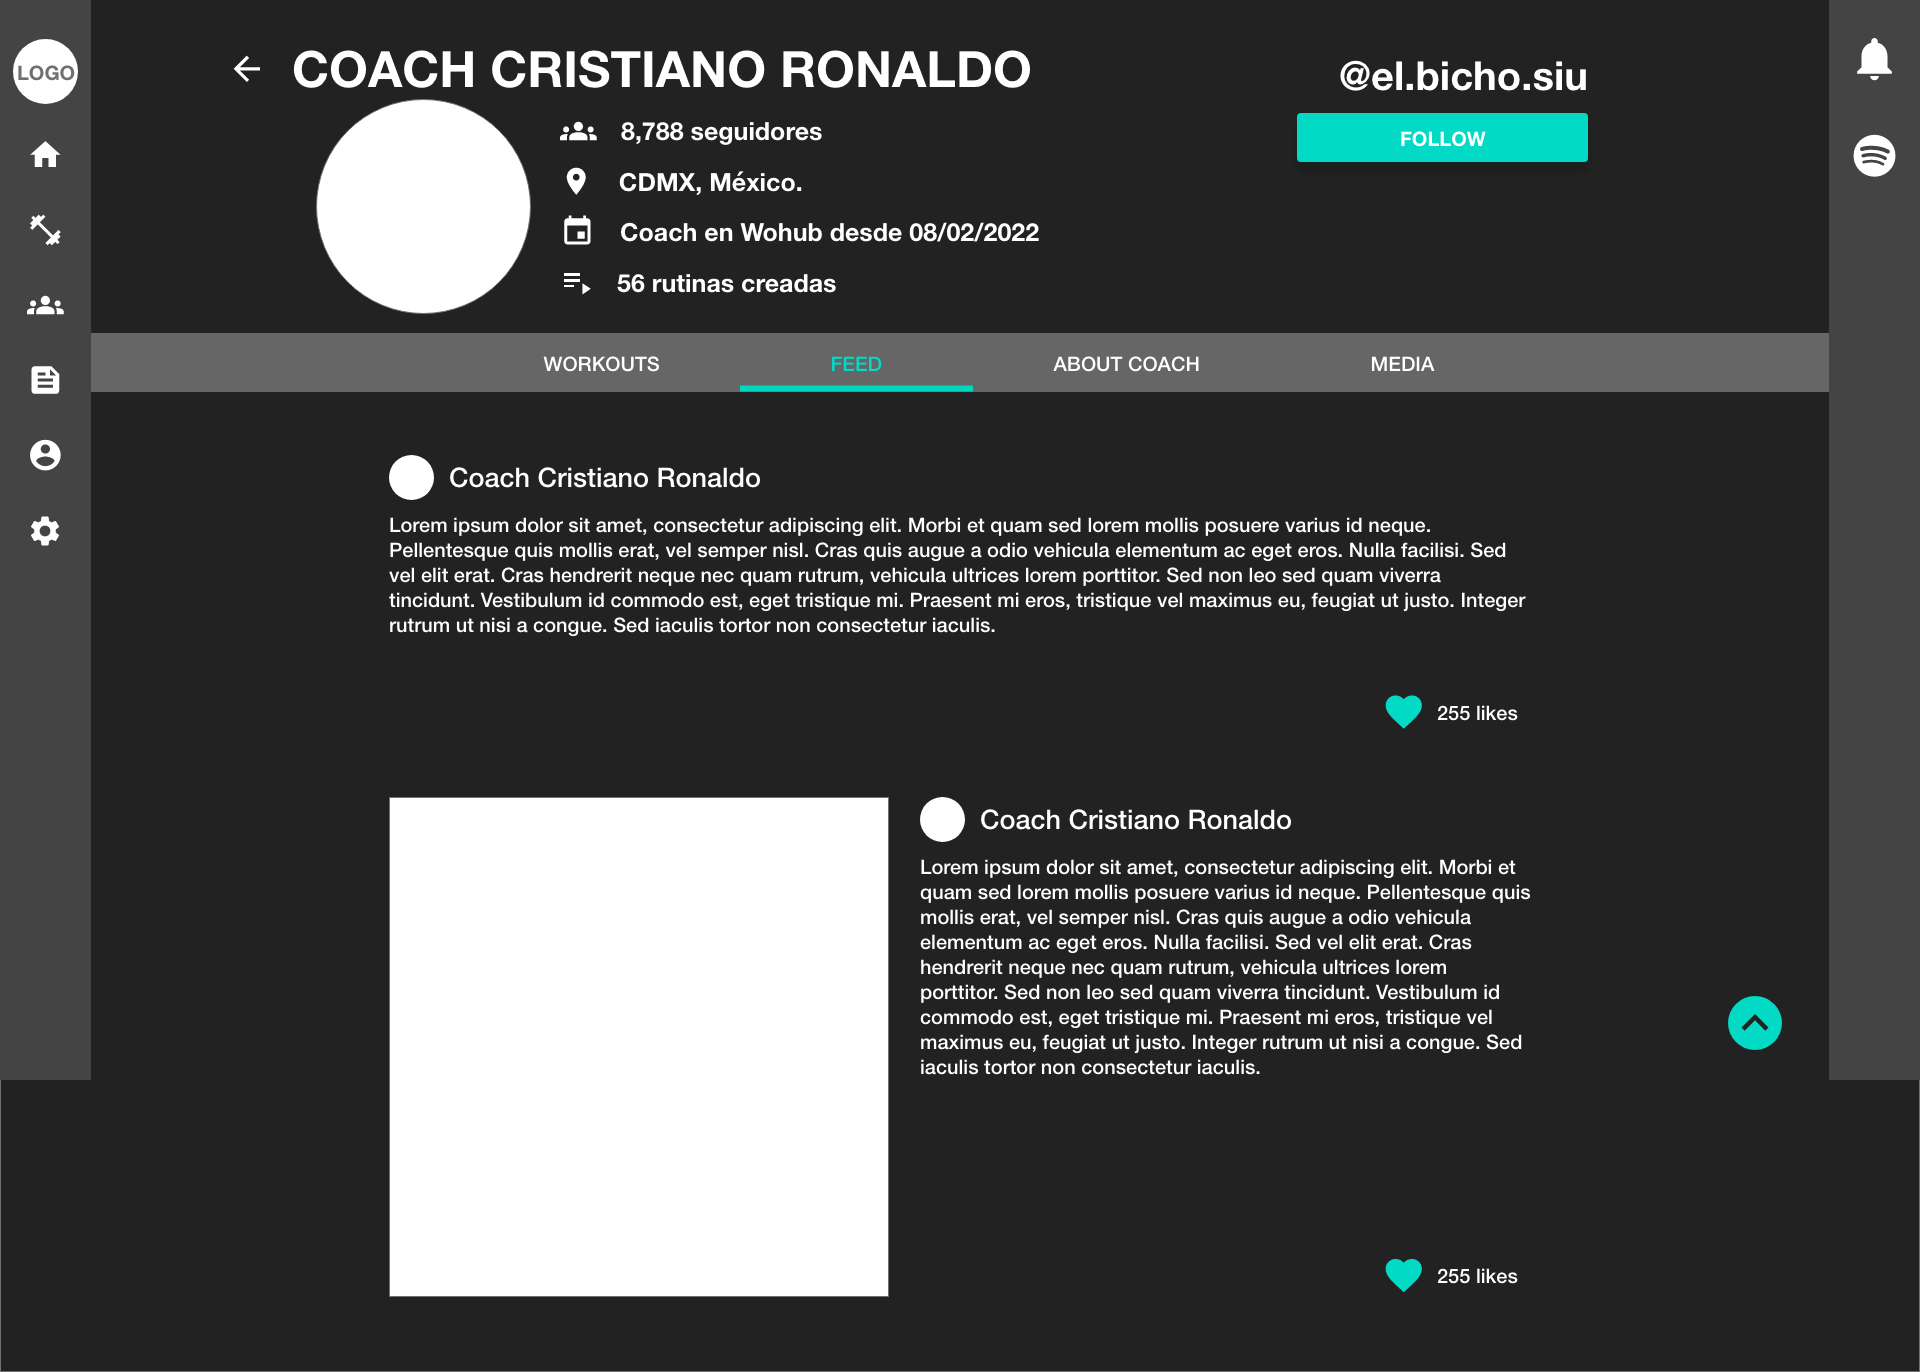 LOGO
COACH CRISTIANO RONALDO
@el.bicho.siu
8,788 seguidores
FOLLOW
CDMX, México.
Coach en Wohub desde 08/02/2022
56 rutinas creadas
WORKOUTS
FEED
ABOUT COACH
MEDIA
Coach Cristiano Ronaldo
Lorem ipsum dolor sit amet, consectetur adipiscing elit. Morbi et quam sed lorem mollis posuere varius id neque.
Pellentesque quis mollis erat, vel semper nisl. Cras quis augue a odio vehicula elementum ac eget eros. Nulla facilisi. Sed
vel elit erat. Cras hendrerit neque nec quam rutrum, vehicula ultrices lorem porttitor. Sed non leo sed quam viverra
tincidunt. Vestibulum id commodo est, eget tristique mi. Praesent mi eros, tristique vel maximus eu, feugiat ut justo. Integer
rutrum ut nisi a congue. Sed iaculis tortor non consectetur iaculis.
255 likes
Coach Cristiano Ronaldo
Lorem ipsum dolor sit amet, consectetur adipiscing elit. Morbi et
quam sed lorem mollis posuere varius id neque. Pellentesque quis
mollis erat, vel semper nisl. Cras quis augue a odio vehicula
elementum ac eget eros. Nulla facilisi. Sed vel elit erat. Cras
hendrerit neque nec quam rutrum, vehicula ultrices lorem
porttitor. Sed non leo sed quam viverra tincidunt. Vestibulum id
commodo est, eget tristique mi. Praesent mi eros, tristique vel
maximus eu, feugiat ut justo. Integer rutrum ut nisi a congue. Sed
iaculis tortor non consectetur iaculis.
255 likes